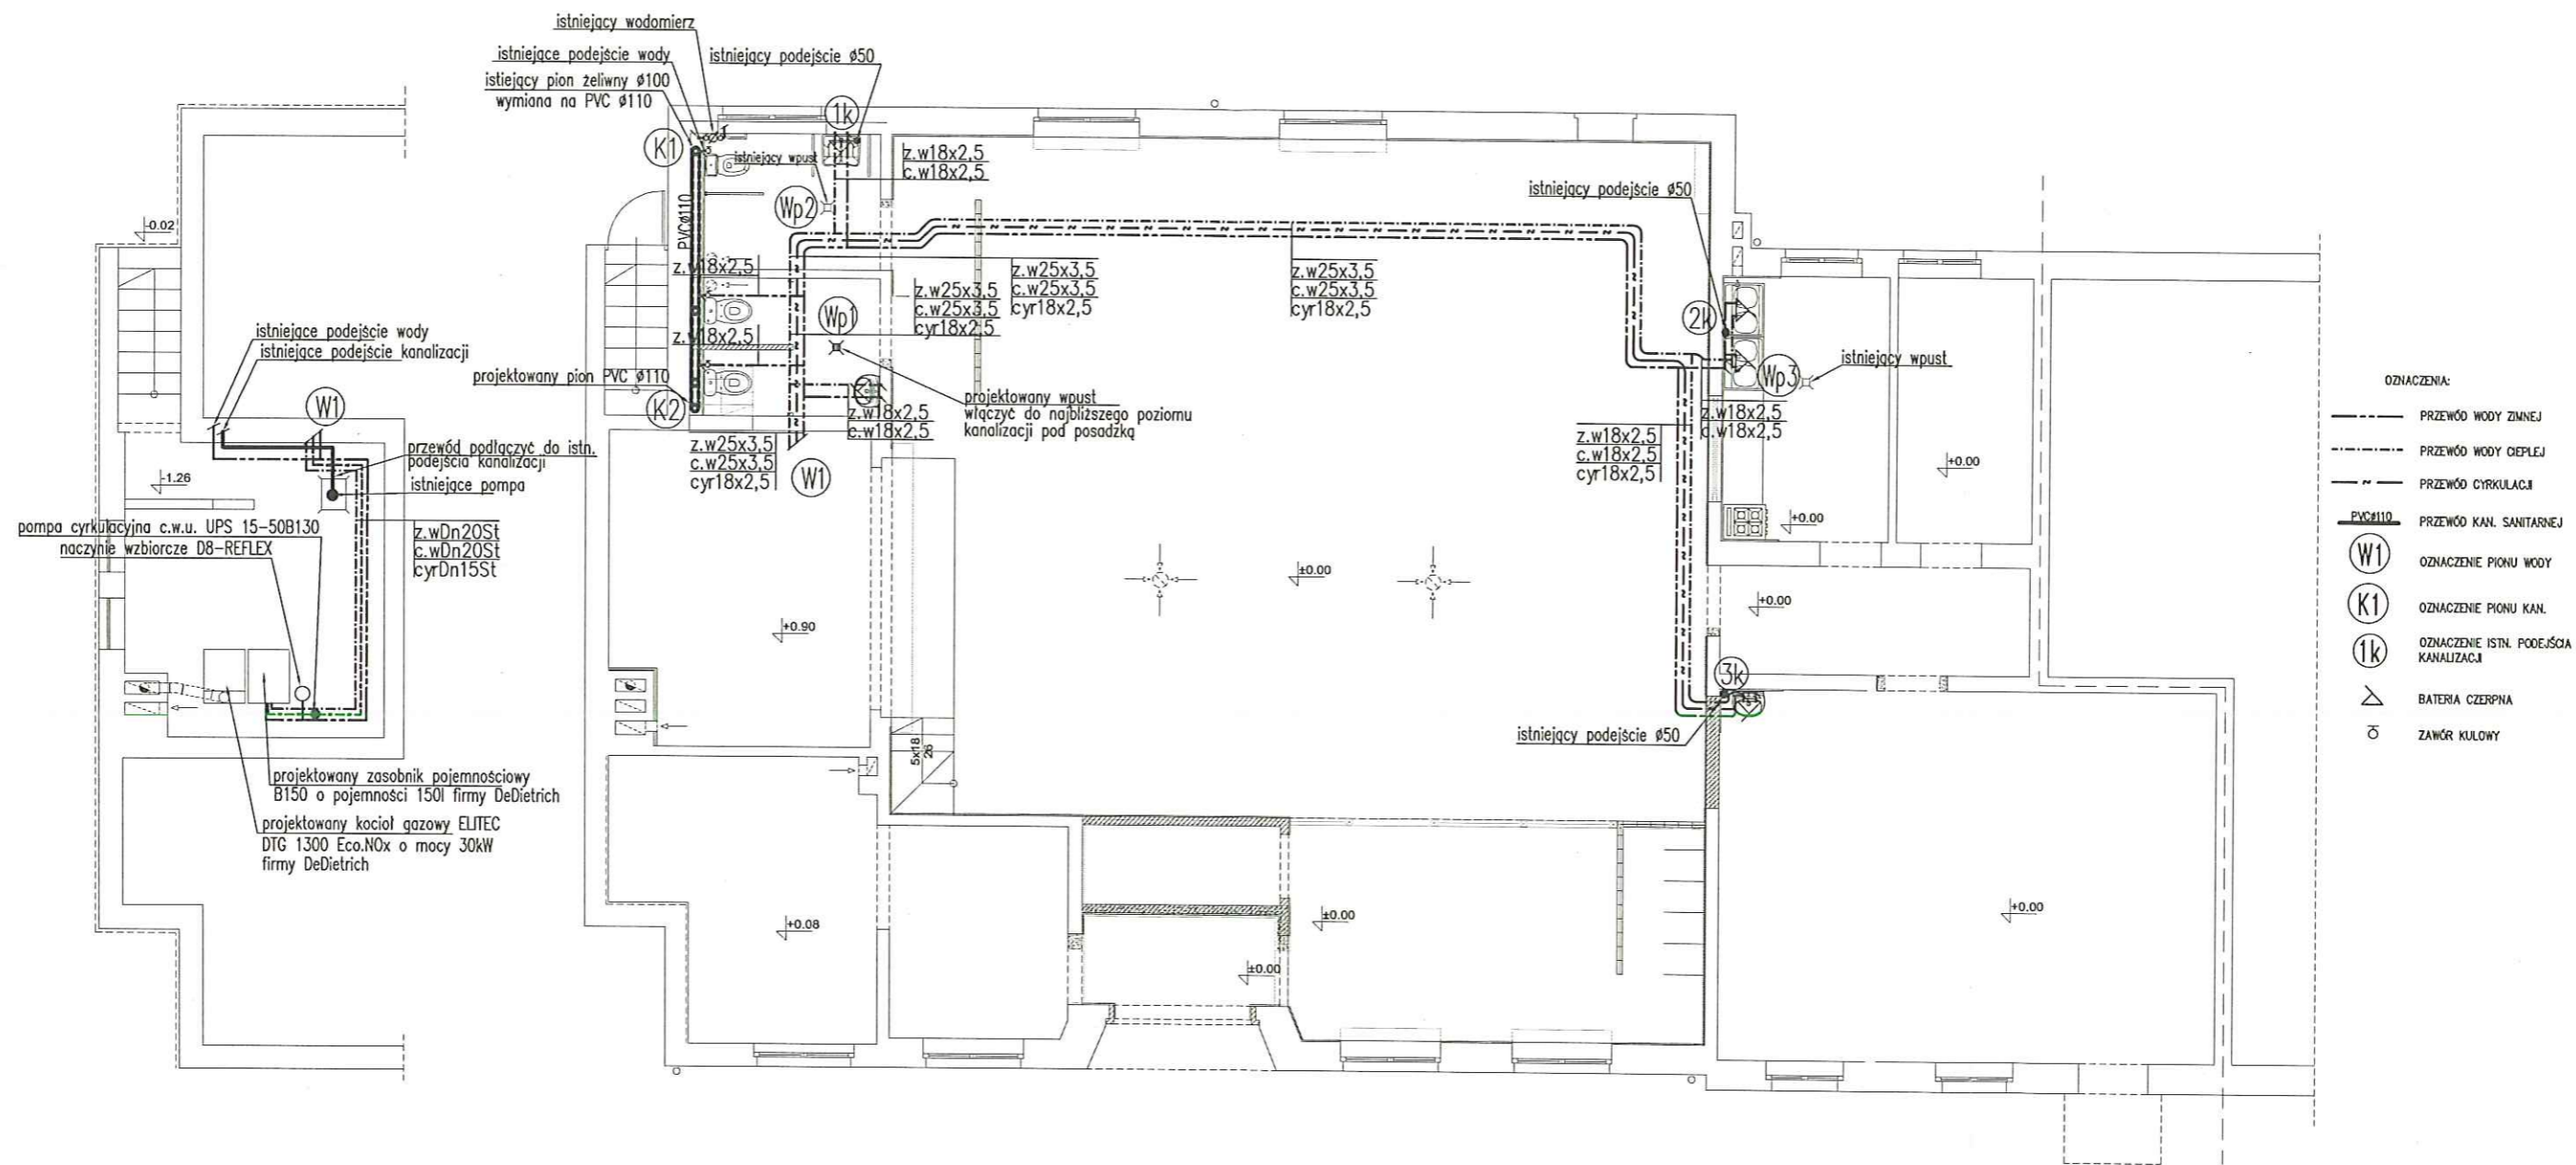 istniejący wodomierz
istniejące podejście wody
istniejący podejście ø50
istiejący pion żeliwny ø100
wymiana na PVC ø110
K1
1k
istniejący wpust
z.w18x2,5
c.w18x2,5
Wp2
PVCø110
istniejący podejście ø50
-0.02
z.w18x2,5
z.w25x3,5
c.w25x3,5
cyr18x2,5
z.w25x3,5
c.w25x3,5
cyr18x2,5
z.w25x3,5
c.w25x3,5
cyr18x2,5
Wp1
z.w18x2,5
2k
Wp3
istniejący wpust
istniejące podejście wody
istniejące podejście kanalizacji
projektowany pion PVC ø110
K2
W1
projektowany wpust
włączyć do najbliższego poziomu
kanalizacji pod posadzką
z.w18x2,5
c.w18x2,5
z.w18x2,5
c.w18x2,5
z.w25x3,5
c.w25x3,5
cyr18x2,5
W1
z.w18x2,5
c.w18x2,5
cyr18x2,5
przewód podłączyć do istn.
podejścia kanalizacji
istniejące pompa
-1.26
+0.00
+0.00
pompa cyrkulacyjna c.w.u. UPS 15-50B130
naczynie wzbiorcze D8-REFLEX
z.wDn20St
c.wDn20St
cyrDn15St
±0.00
+0.00
+0.90
3k
istniejący podejście ø50
5x18
26
projektowany zasobnik pojemnościowy
B150 o pojemności 150l firmy DeDietrich
projektowany kocioł gazowy ELITEC
DTG 1300 Eco.NOx o mocy 30kW
firmy DeDietrich
+0.08
±0.00
±0.00
+0.00
OZNACZENIA:
PRZEWÓD WODY ZIMNEJ
PRZEWÓD WODY CIEPLEJ
PRZEWÓD CYRKULACJI
PVCø110
PRZEWÓD KAN. SANITARNEJ
W1
OZNACZENIE PIONU WODY
K1
OZNACZENIE PIONU KAN.
1k
OZNACZENIE ISTN. PODEJŚCIA
KANALIZACJI
BATERIA CZERPNA
ZAWÓR KULOWY